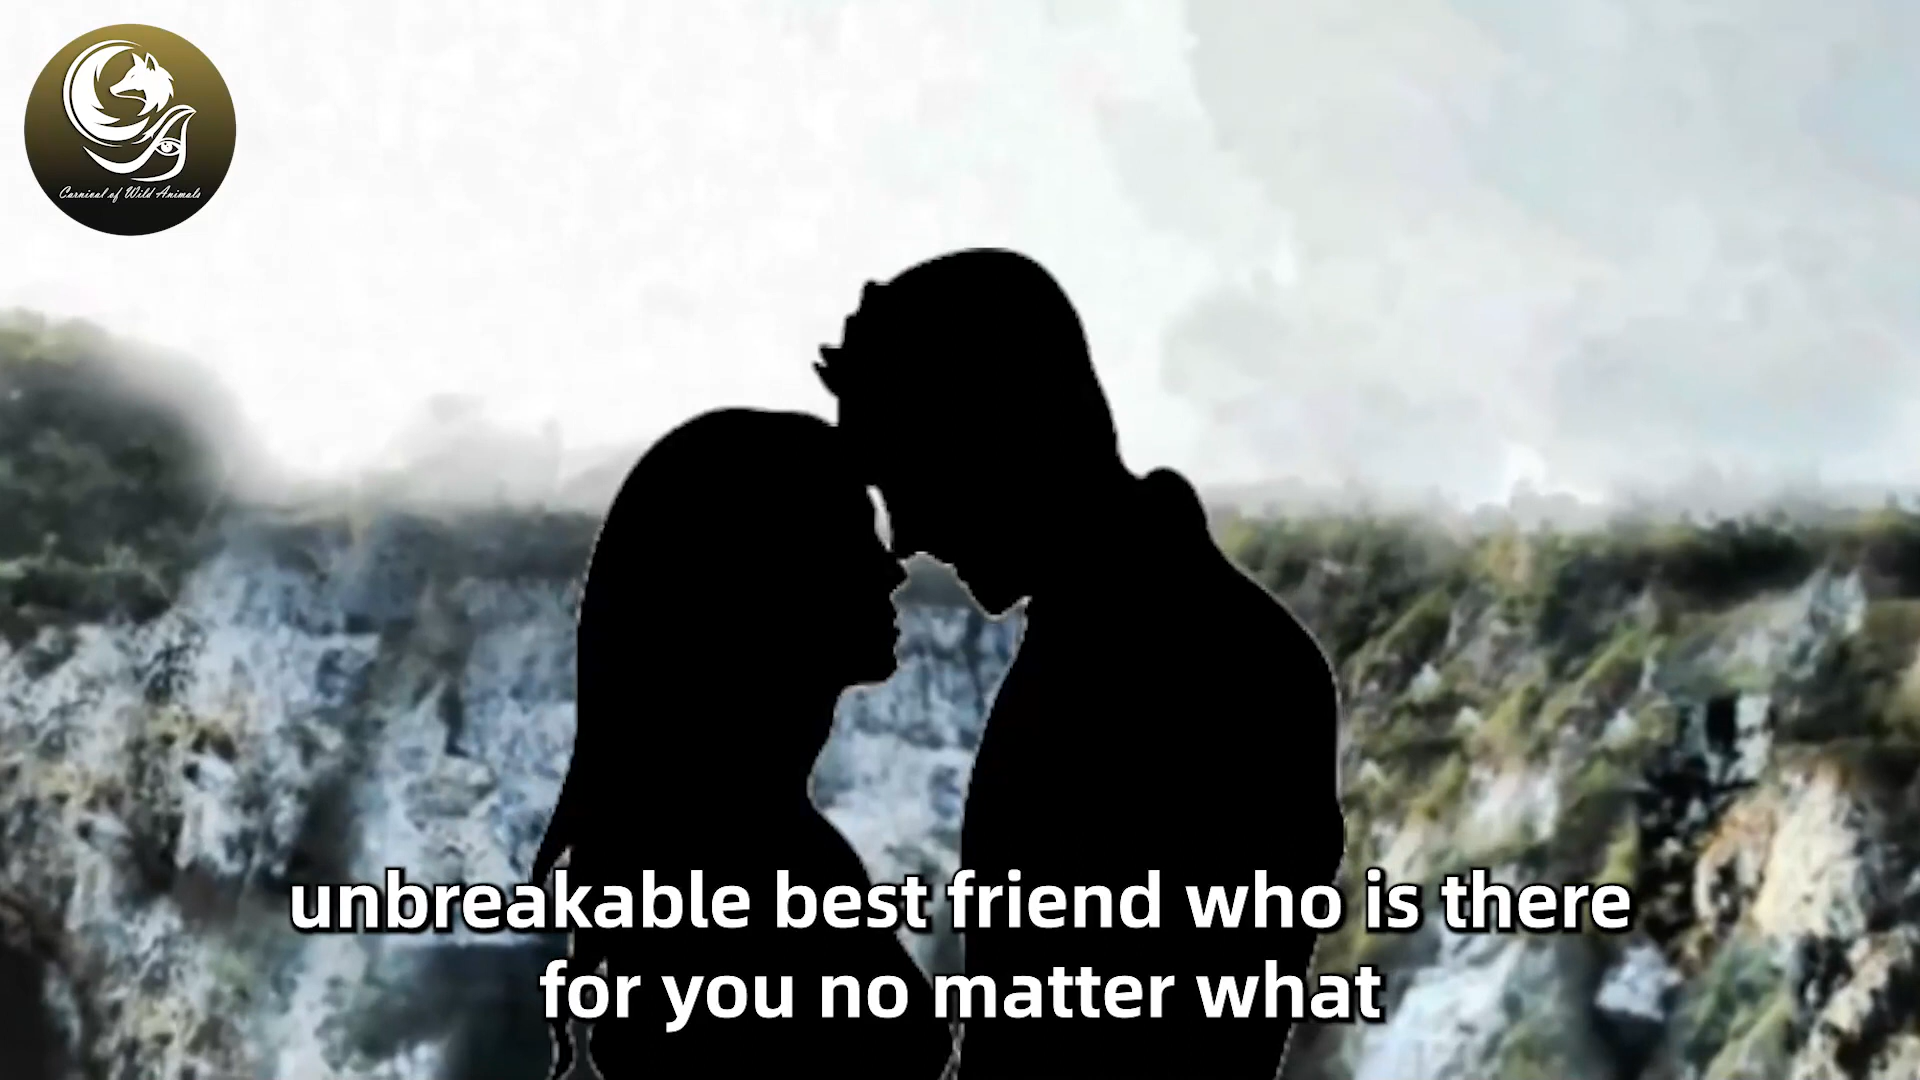 Carnival of Wild Animals
unbreakable best friend who is there
for you no matter what